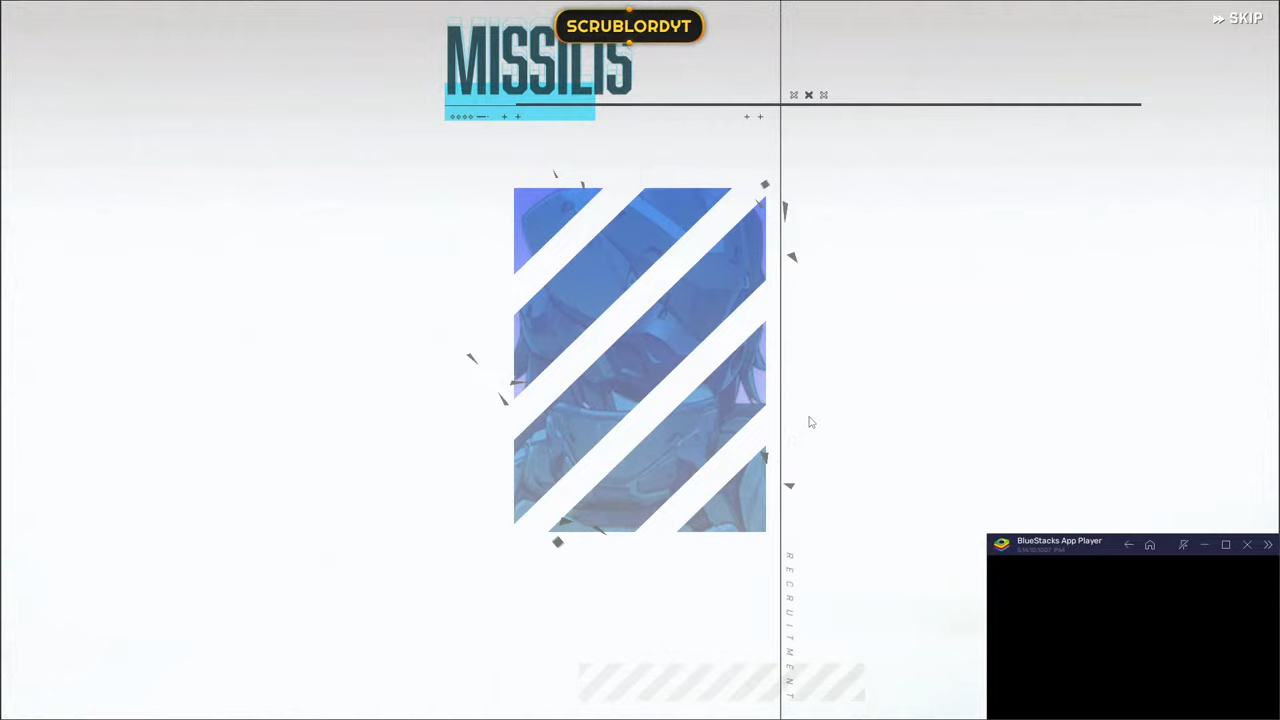 SCRUBLORDYT
SKIP
MISSILIS
BlueStacks App Player
RECRUITMENT